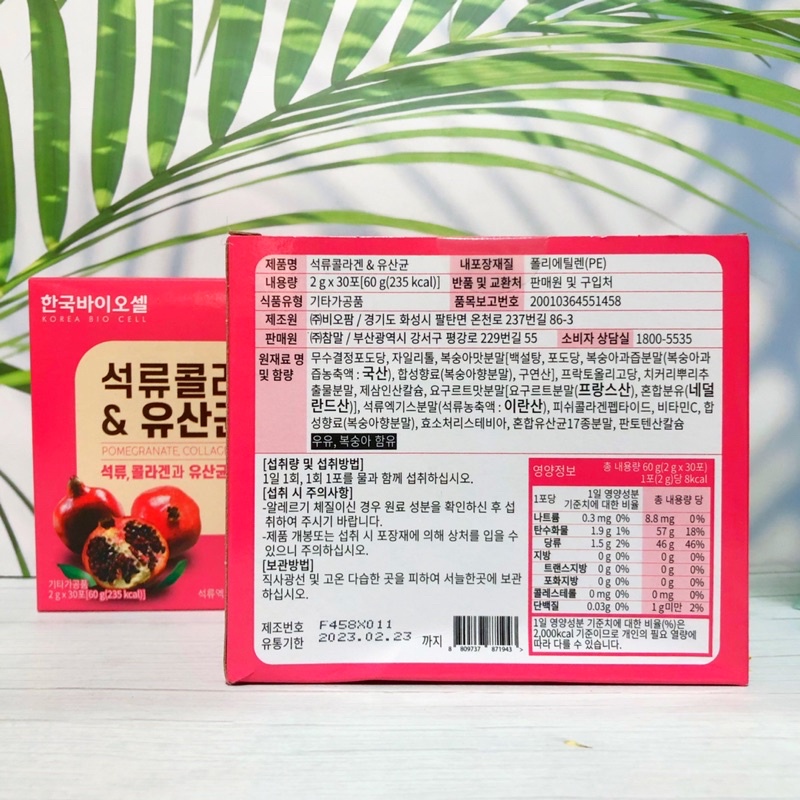 한국바이오셀
KOREA BIO CELL
석류콜라
& 유산균
POMEGRANATE, COLLAG
석류, 콜라겐과 유산균
기타가공품
2 g x 30포[60 g(235 kcal)]
석류엑
제품명 석류콜라겐 & 유산균 내포장재질 폴리에틸렌(PE)
내용량 2 g x 30포[60 g(235 kcal)] 반품 및 교환처 판매원 및 구입처
식품유형 기타가공품 품목보고번호 20010364551458
제조원 ㈜비오팜 / 경기도 화성시 팔탄면 온천로 237번길 86-3
판매원 ㈜참말 / 부산광역시 강서구 평강로 229번길 55 소비자 상담실 1800-5535
원재료 명 및 함량
무수결정포도당, 자일리톨, 복숭아맛분말[백설탕, 포도당, 복숭아과즙분말(복숭아과
즙농축액 : 국산), 합성향료(복숭아향분말), 구연산], 프락토올리고당, 치커리뿌리추
출물분말, 제삼인산칼슘, 요구르트맛분말[요구르트분말(프랑스산), 혼합분유(네덜
란드산)], 석류엑기스분말(석류농축액 : 이란산), 피쉬콜라겐펩타이드, 비타민C, 합
성향료(복숭아향분말), 효소처리스테비아, 혼합유산균17종분말, 판토텐산칼슘
우유, 복숭아 함유
[섭취량 및 섭취방법]
1일 1회, 1회 1포를 물과 함께 섭취하십시오.
[섭취 시 주의사항]
-알레르기 체질이신 경우 원료 성분을 확인하신 후 섭
취하여 주시기 바랍니다.
-제품 개봉또는 섭취 시 포장재에 의해 상처를 입을 수
있으니 주의하십시오.
[보관방법]
직사광선 및 고온 다습한 곳을 피하여 서늘한곳에 보관
하십시오.
제조번호 F458X011
유통기한 2023.02.23 까지
8 809737 871943 >
영양정보 총 내용량 60 g(2 g x 30포)
1포(2 g)당 8kcal
1포당 1일 영양성분 기준치에 대한 비율 총 내용량 당
나트륨 0.3 mg 0% 8.8 mg 0%
탄수화물 1.9 g 1% 57 g 18%
당류 1.5 g 2% 46 g 46%
지방 0 g 0% 0 g 0%
트랜스지방 0 g 0% 0 g 0%
포화지방 0 g 0% 0 g 0%
콜레스테롤 0 mg 0% 0 mg 0%
단백질 0.03g 0% 1 g미만 2%
1일 영양성분 기준치에 대한 비율(%)은
2,000kcal 기준이므로 개인의 필요 열량에
따라 다를 수 있습니다.